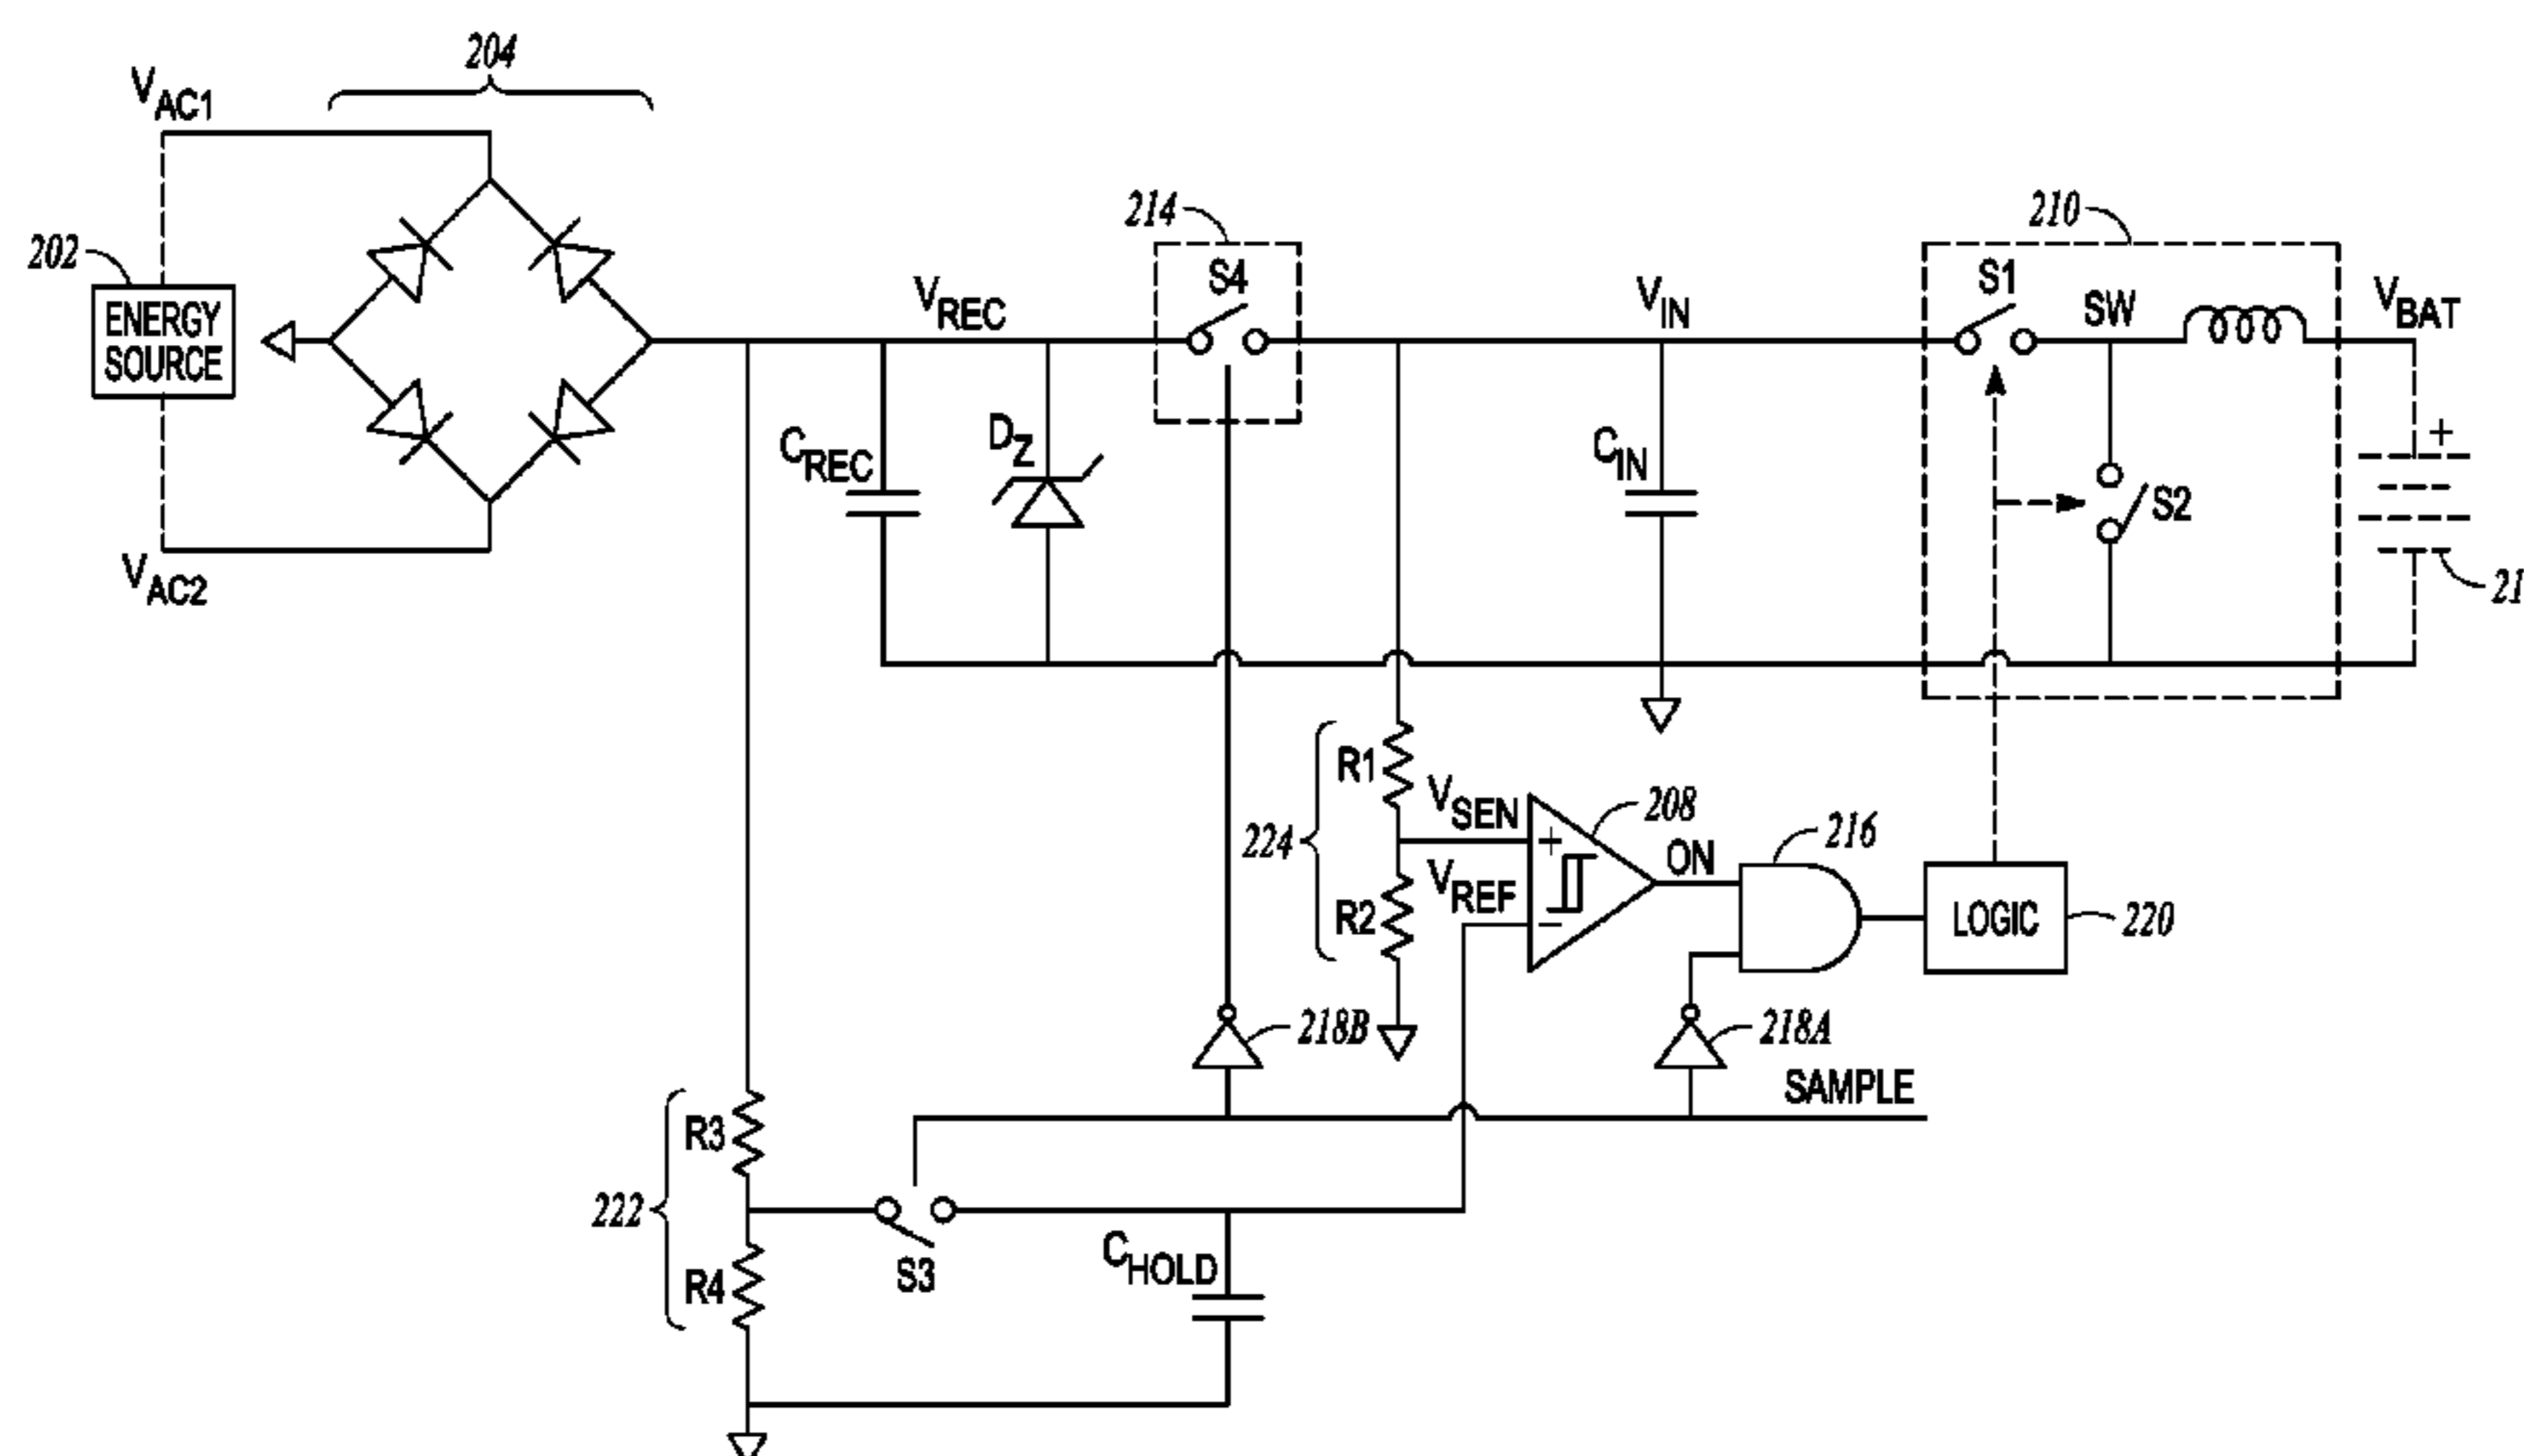 204
VAC1
202
ENERGY
SOURCE
VAC2
VREC
214
S4
VIN
210
S1
SW
VBAT
CREC
DZ
CIN
+
S2
21
R1
224
R2
VSEN
VREF
+
−
208
ON
216
LOGIC
220
218B
218A
SAMPLE
R3
222
R4
S3
CHOLD